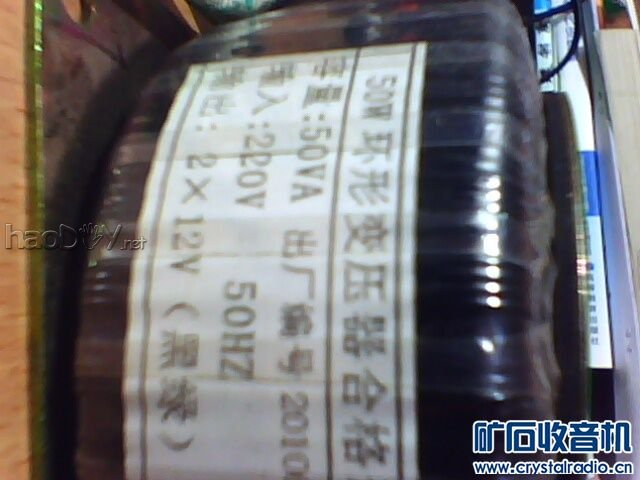 50W环形变压器合格
容量:50VA 出厂编号 2010
输入:220V 50HZ
输出: 2×12V (黑绿)
haoDIY.net
矿石收音机
www.crystalradio.cn